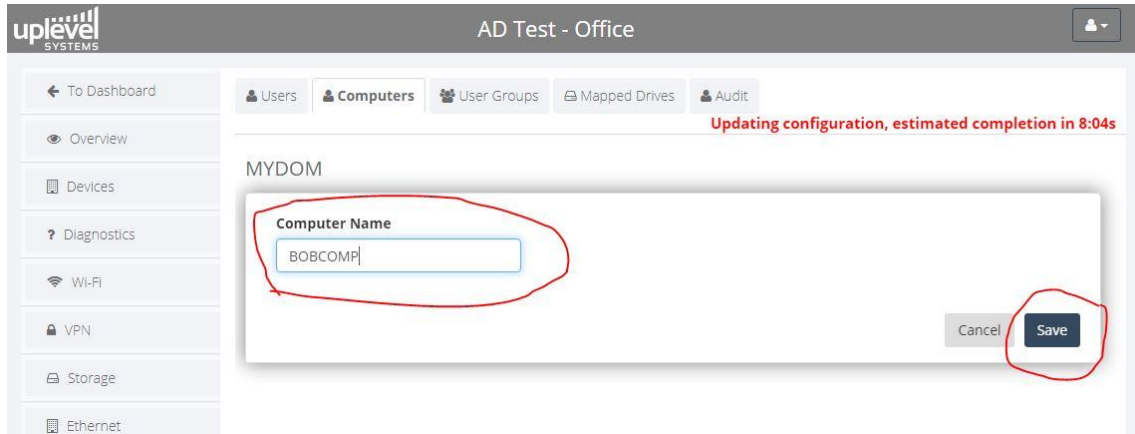 uplevel
SYSTEMS
AD Test - Office
To Dashboard
Overview
Devices
? Diagnostics
Wi-Fi
VPN
Storage
Ethernet
Users Computers User Groups Mapped Drives Audit
Updating configuration, estimated completion in 8:04s
MYDOM
Computer Name
BOBCOMP
Cancel Save